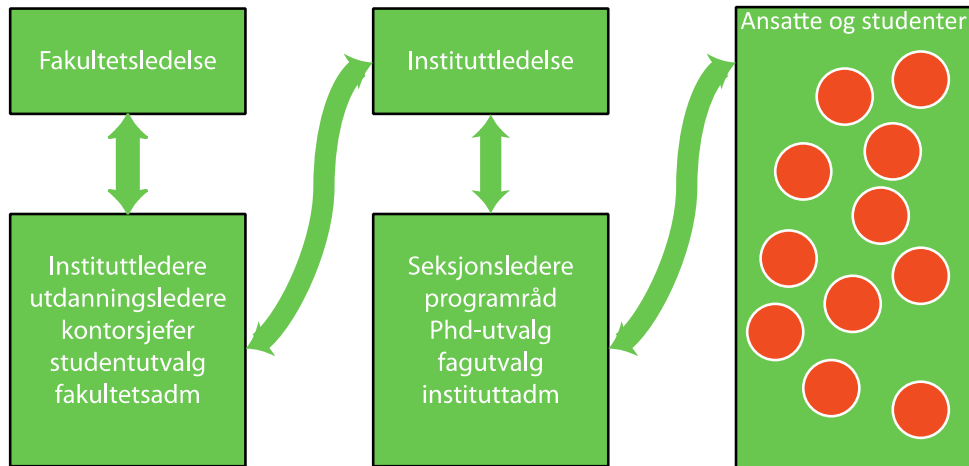 Fakultetsledelse
Instituttledere
utdanningsledere
kontorsjefer
studentutvalg
fakultetsadm
Instituttledelse
Seksjonsledere
programråd
Phd-utvalg
fagutvalg
instituttadm
Ansatte og studenter